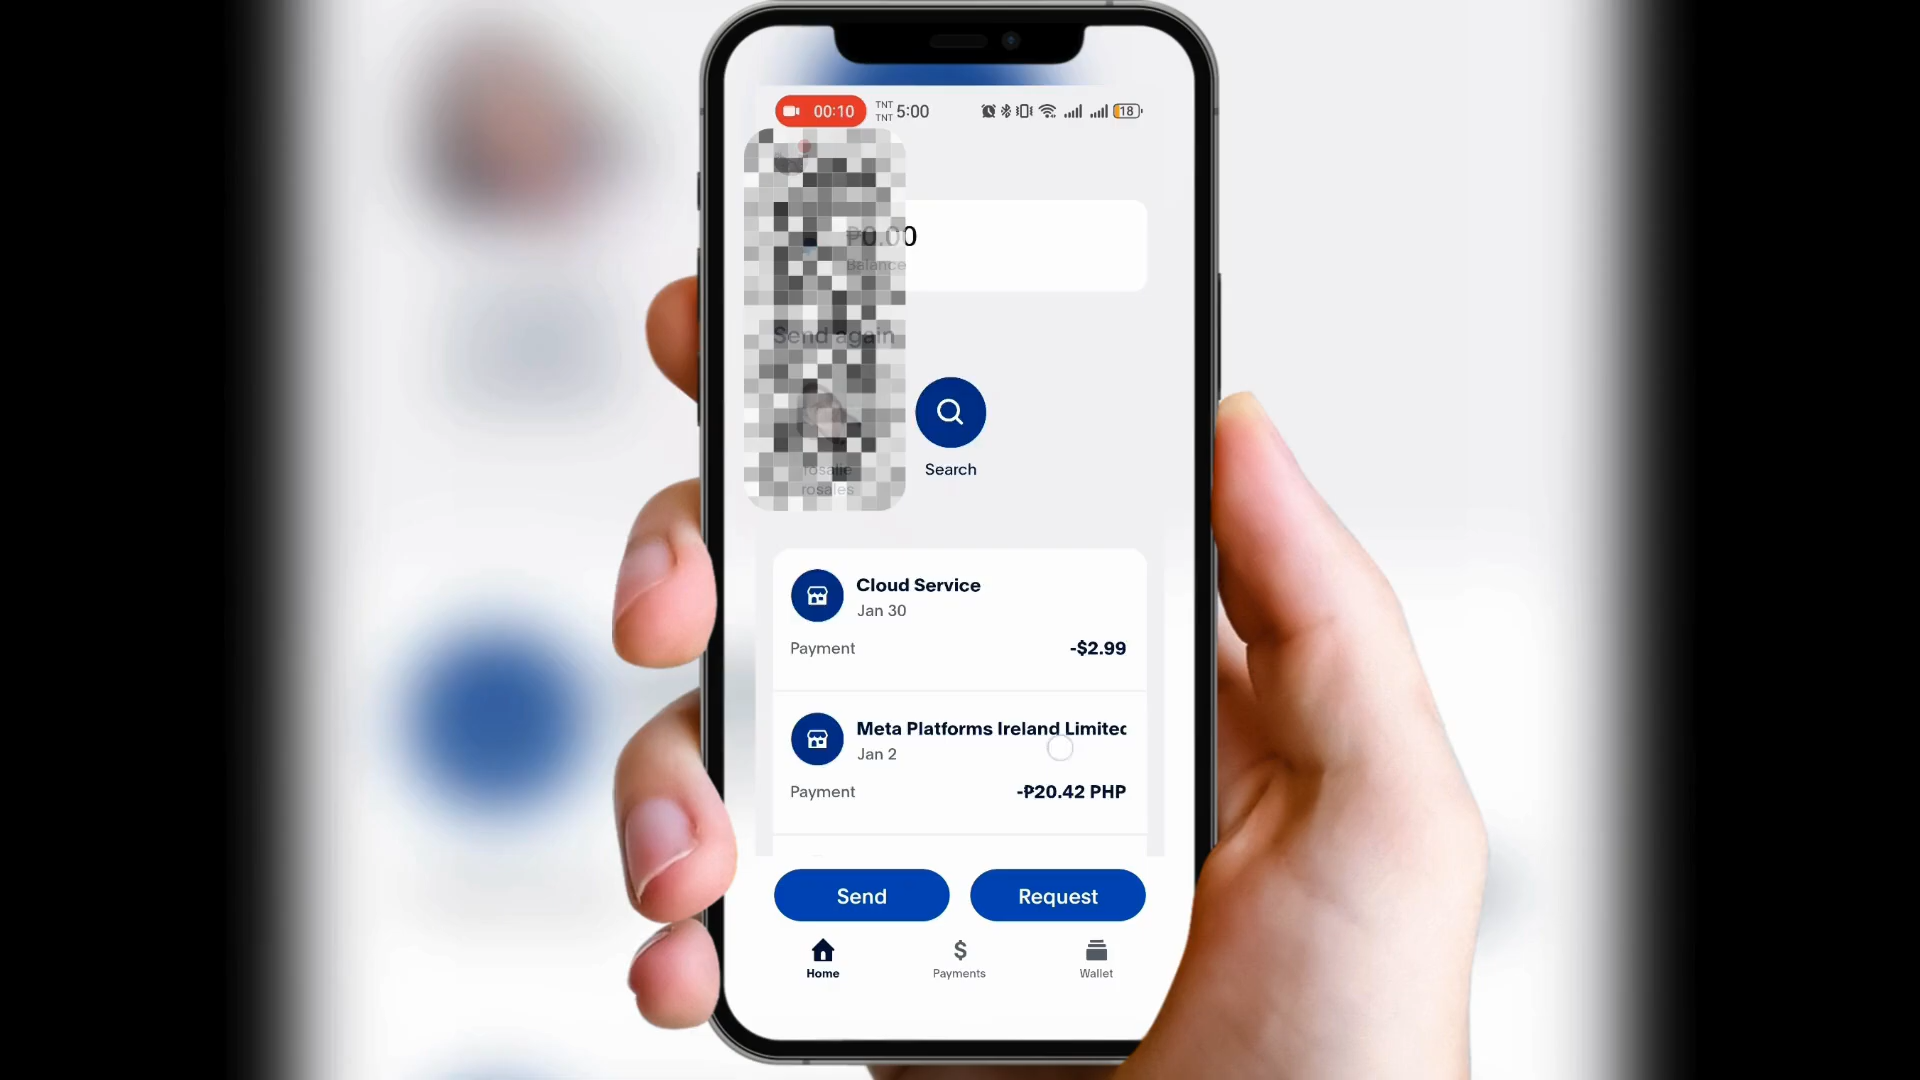 00:10
TNT
TNT
5:00
18
₱0.00
Balance
Send again
rosalie
rosales
Search
Cloud Service
Jan 30
Payment
-$2.99
Meta Platforms Ireland Limitec
Jan 2
Payment
-₱20.42 PHP
Send
Request
$
Home
Payments
Wallet